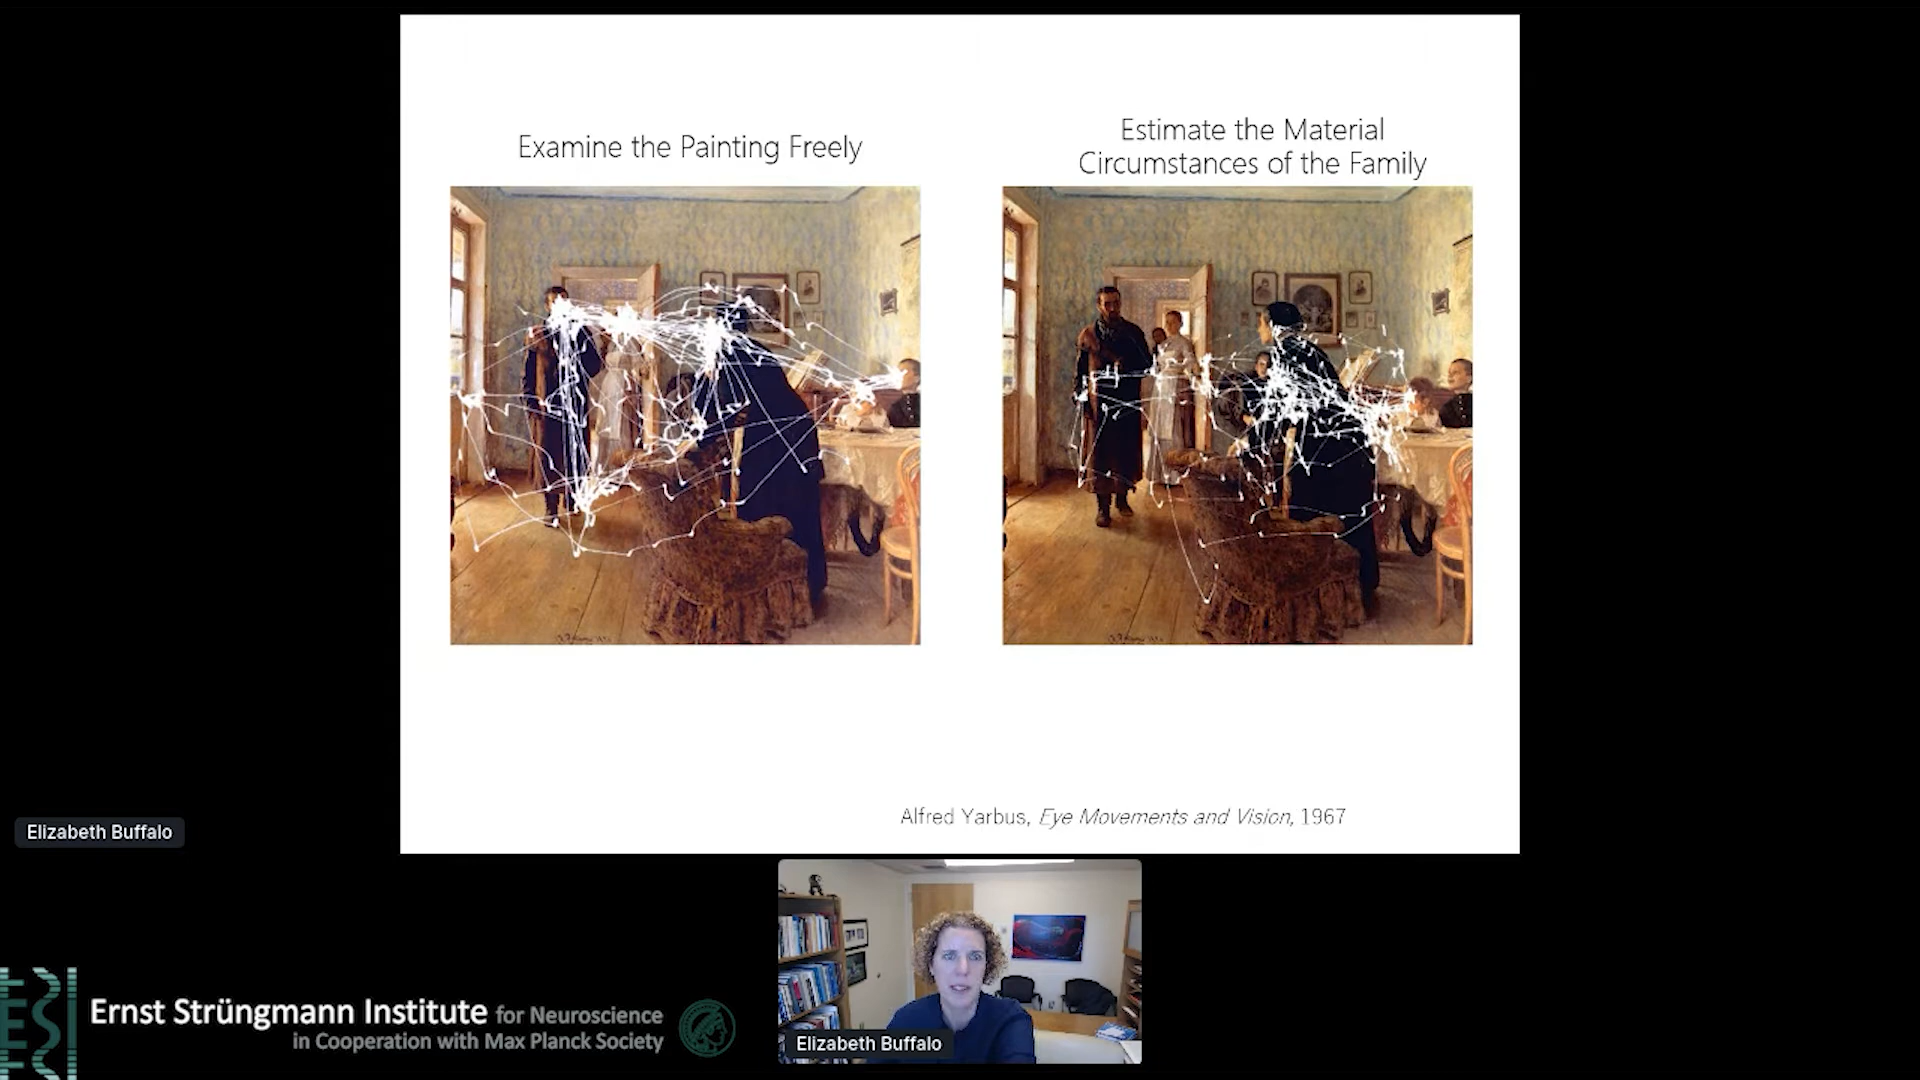 Examine the Painting Freely
Estimate the Material
Circumstances of the Family
Alfred Yarbus, Eye Movements and Vision, 1967
Elizabeth Buffalo
Ernst Strüngmann Institute for Neuroscience
in Cooperation with Max Planck Society
Elizabeth Buffalo